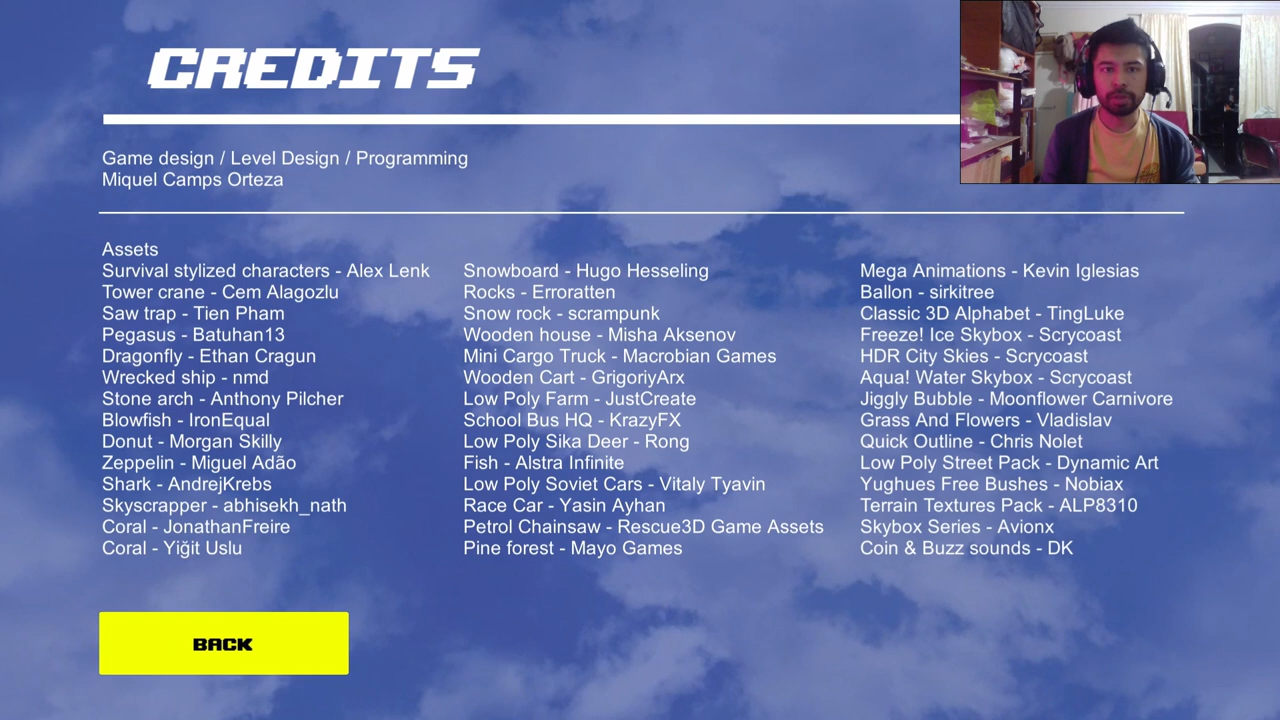 CREDITS
Game design / Level Design / Programming
Miquel Camps Orteza
Assets
Survival stylized characters - Alex Lenk
Tower crane - Cem Alagozlu
Saw trap - Tien Pham
Pegasus - Batuhan13
Dragonfly - Ethan Cragun
Wrecked ship - nmd
Stone arch - Anthony Pilcher
Blowfish - IronEqual
Donut - Morgan Skilly
Zeppelin - Miguel Adão
Shark - AndrejKrebs
Skyscrapper - abhisekh_nath
Coral - JonathanFreire
Coral - Yiğit Uslu
Snowboard - Hugo Hesseling
Rocks - Erroratten
Snow rock - scrampunk
Wooden house - Misha Aksenov
Mini Cargo Truck - Macrobian Games
Wooden Cart - GrigoriyArx
Low Poly Farm - JustCreate
School Bus HQ - KrazyFX
Low Poly Sika Deer - Rong
Fish - Alstra Infinite
Low Poly Soviet Cars - Vitaly Tyavin
Race Car - Yasin Ayhan
Petrol Chainsaw - Rescue3D Game Assets
Pine forest - Mayo Games
Mega Animations - Kevin Iglesias
Ballon - sirkitree
Classic 3D Alphabet - TingLuke
Freeze! Ice Skybox - Scrycoast
HDR City Skies - Scrycoast
Aqua! Water Skybox - Scrycoast
Jiggly Bubble - Moonflower Carnivore
Grass And Flowers - Vladislav
Quick Outline - Chris Nolet
Low Poly Street Pack - Dynamic Art
Yughues Free Bushes - Nobiax
Terrain Textures Pack - ALP8310
Skybox Series - Avionx
Coin & Buzz sounds - DK
BACK